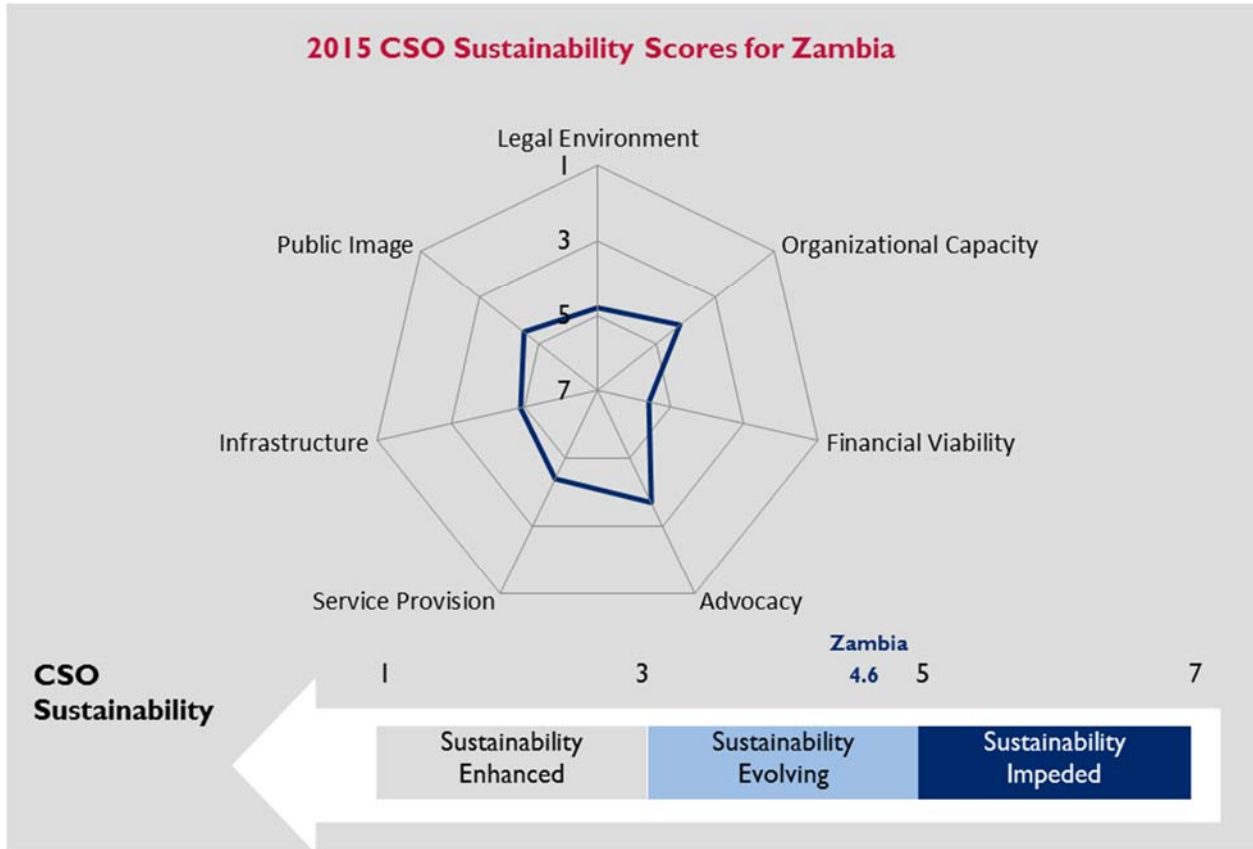 2015 CSO Sustainability Scores for Zambia
Legal Environment
1
Public Image
3
Organizational Capacity
5
7
Infrastructure
Financial Viability
Service Provision
Advocacy
CSO
Sustainability
1
3
Zambia
4.6
5
7
Sustainability
Enhanced
Sustainability
Evolving
Sustainability
Impeded